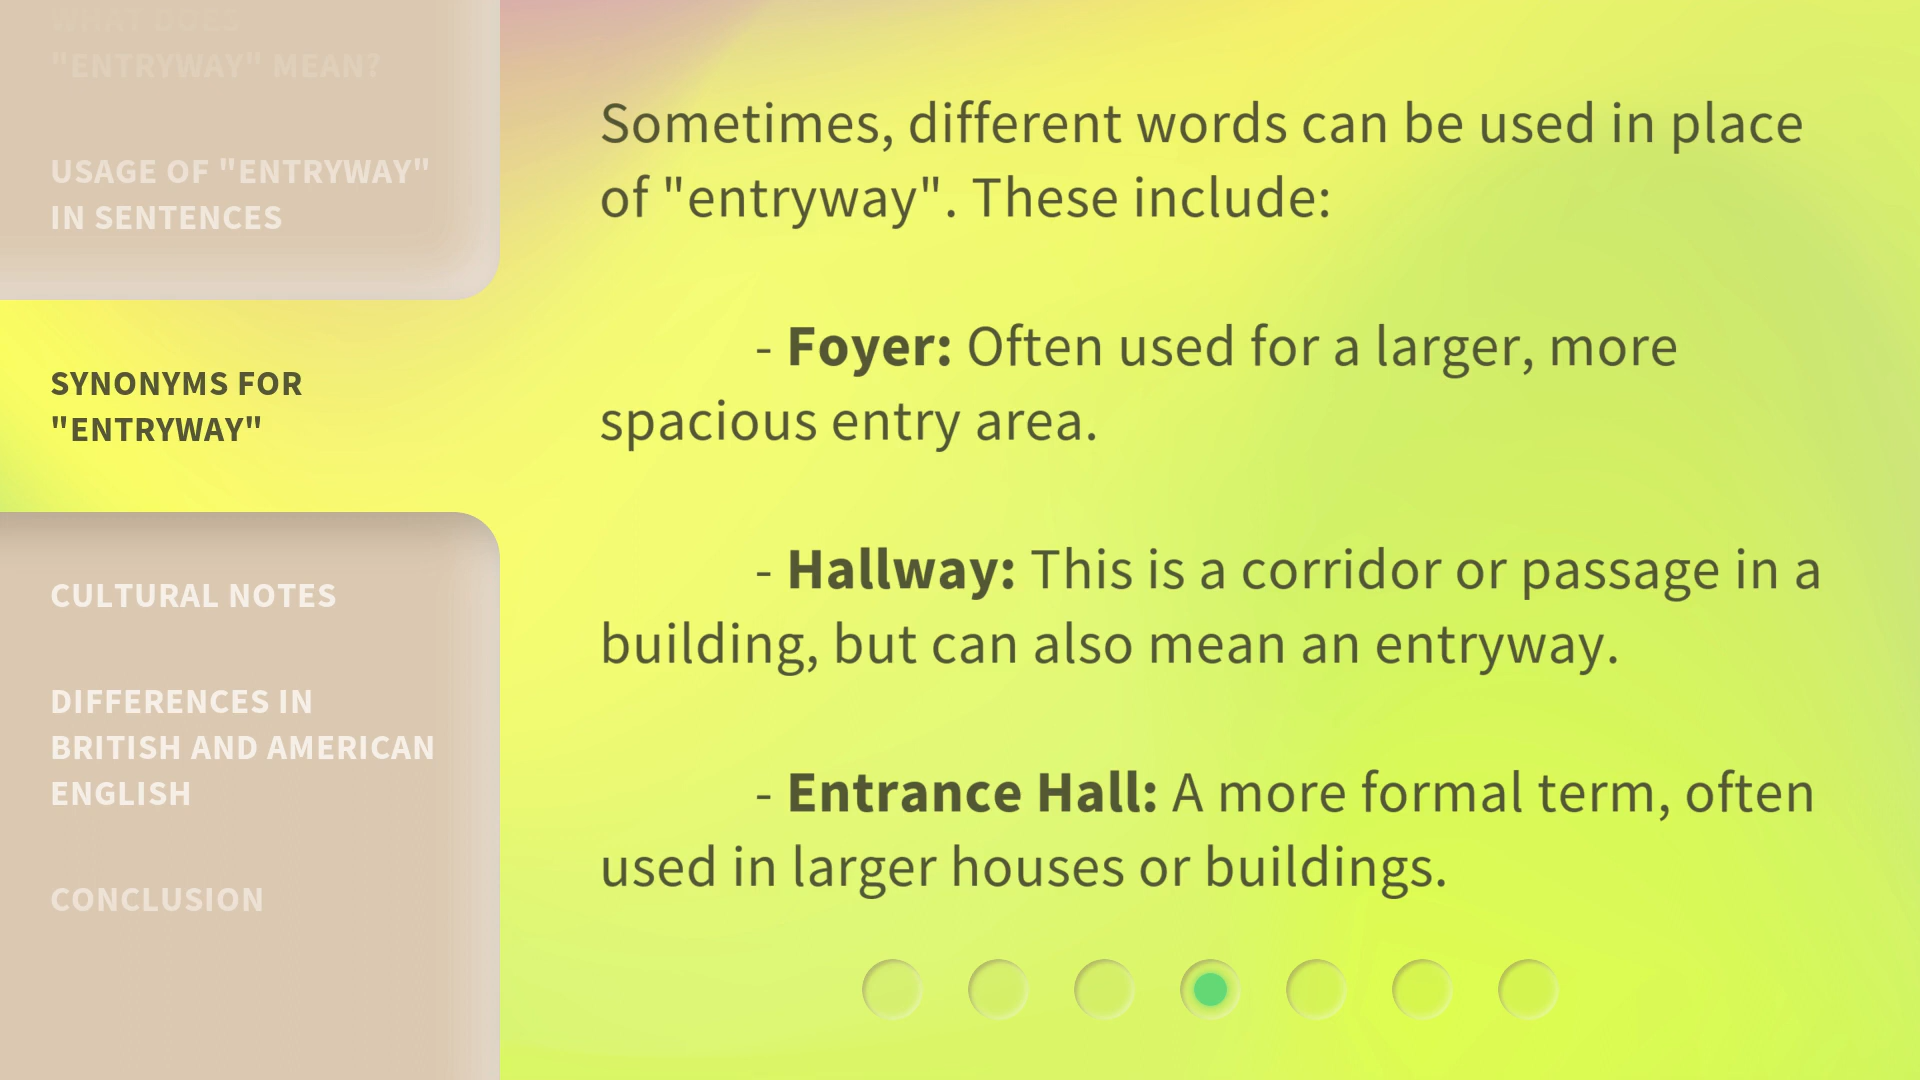 WHAT DOES
"ENTRYWAY" MEAN?
USAGE OF "ENTRYWAY"
IN SENTENCES
SYNONYMS FOR
"ENTRYWAY"
CULTURAL NOTES
DIFFERENCES IN
BRITISH AND AMERICAN
ENGLISH
CONCLUSION
Sometimes, different words can be used in place
of "entryway". These include:
- Foyer: Often used for a larger, more
spacious entry area.
- Hallway: This is a corridor or passage in a
building, but can also mean an entryway.
- Entrance Hall: A more formal term, often
used in larger houses or buildings.